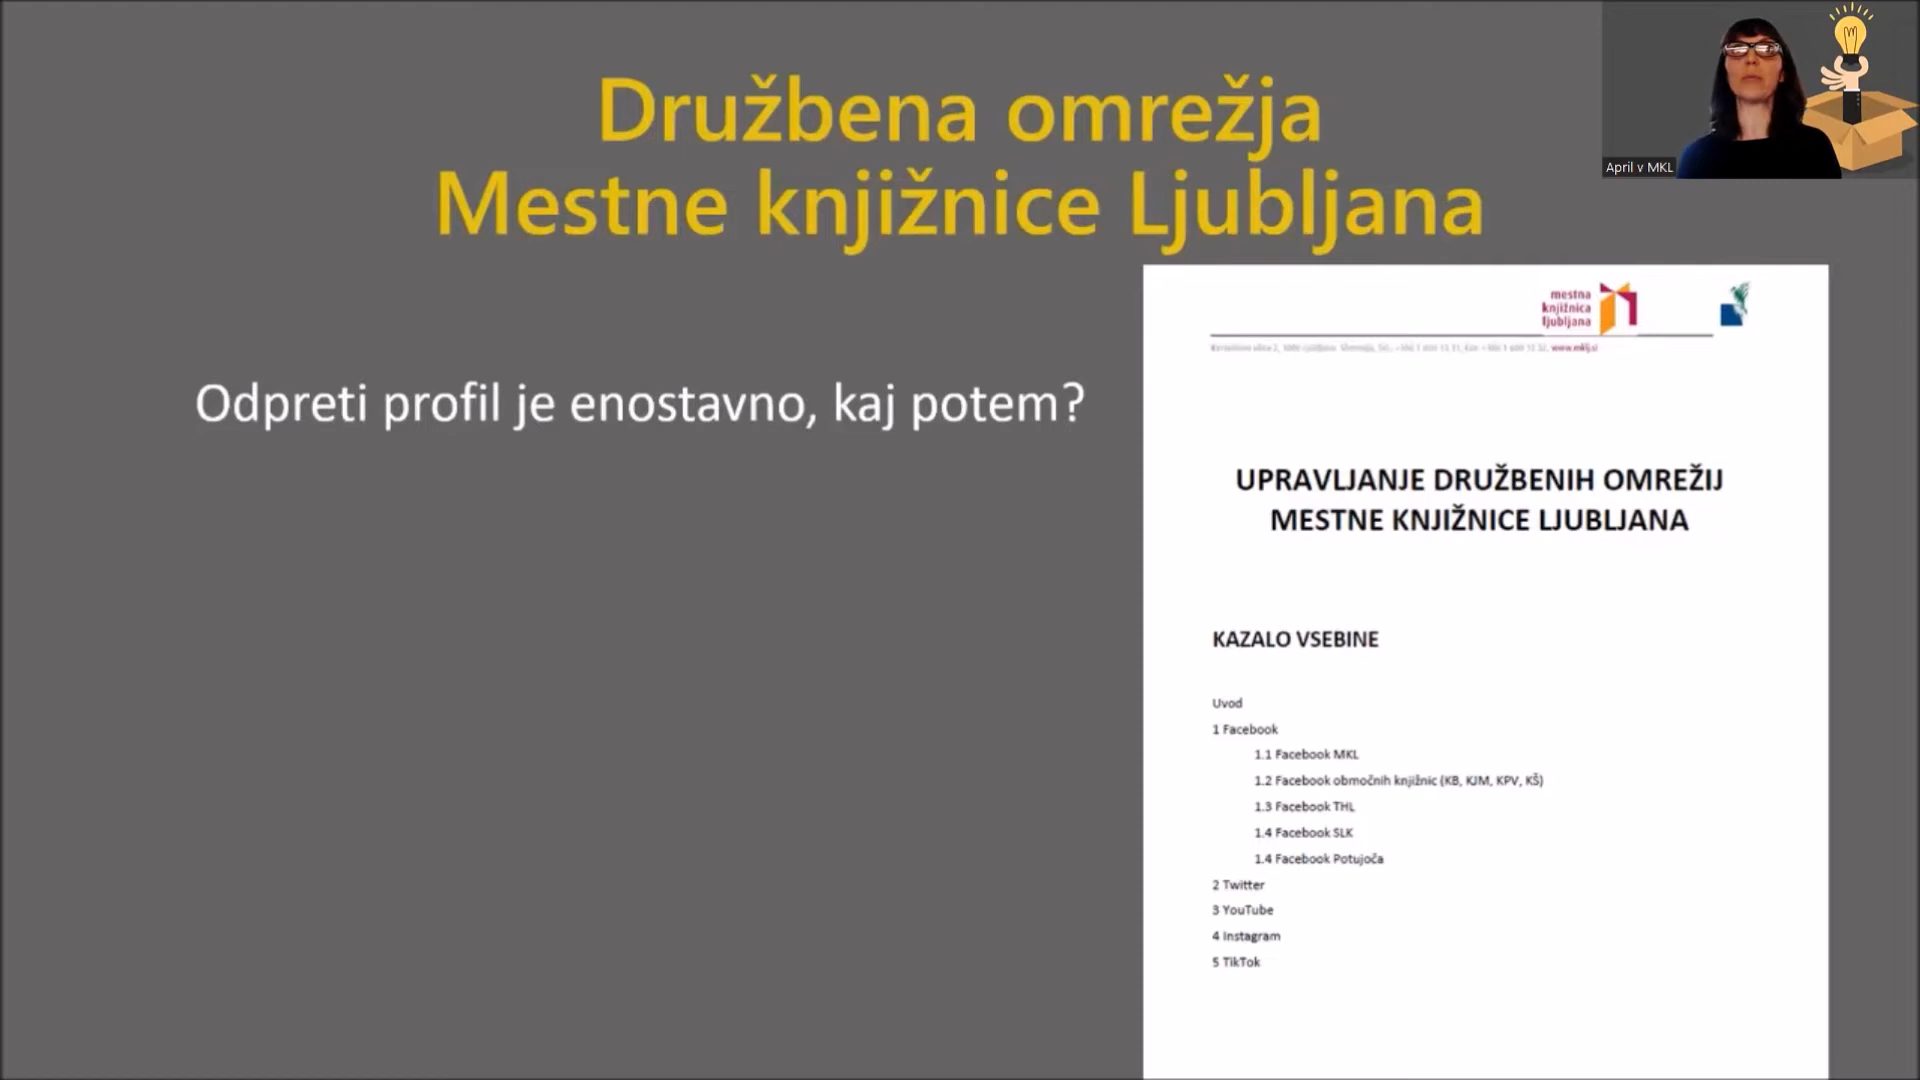 Družbena omrežja
Mestne knjižnice Ljubljana
April v MKL
Odpreti profil je enostavno, kaj potem?
mestna
knjižnica
ljubljana
www.mklj.si
UPRAVLJANJE DRUŽBENIH OMREŽIJ
MESTNE KNJIŽNICE LJUBLJANA
KAZALO VSEBINE
Uvod
1 Facebook
1.1 Facebook MKL
1.2 Facebook območnih knjižnic (KB, KJM, KPV, KŠ)
1.3 Facebook THL
1.4 Facebook SLK
1.4 Facebook Potujoča
2 Twitter
3 YouTube
4 Instagram
5 TikTok